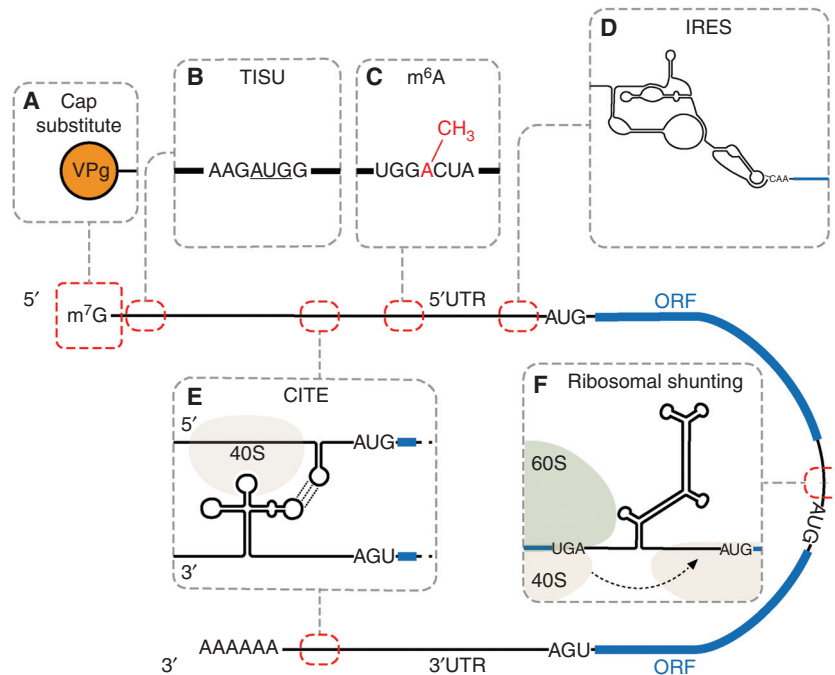 A Cap
substitute
VPg
B TISU
AAGAUGG
C m⁶A
CH₃
UGGACUA
D IRES
CAA
5′
m⁷G
5′UTR
AUG
ORF
E CITE
5′
40S
AUG
3′
AGU
F Ribosomal shunting
60S
UGA
AUG
40S
AUG
AAAAAA
3′
3′UTR
AGU
ORF